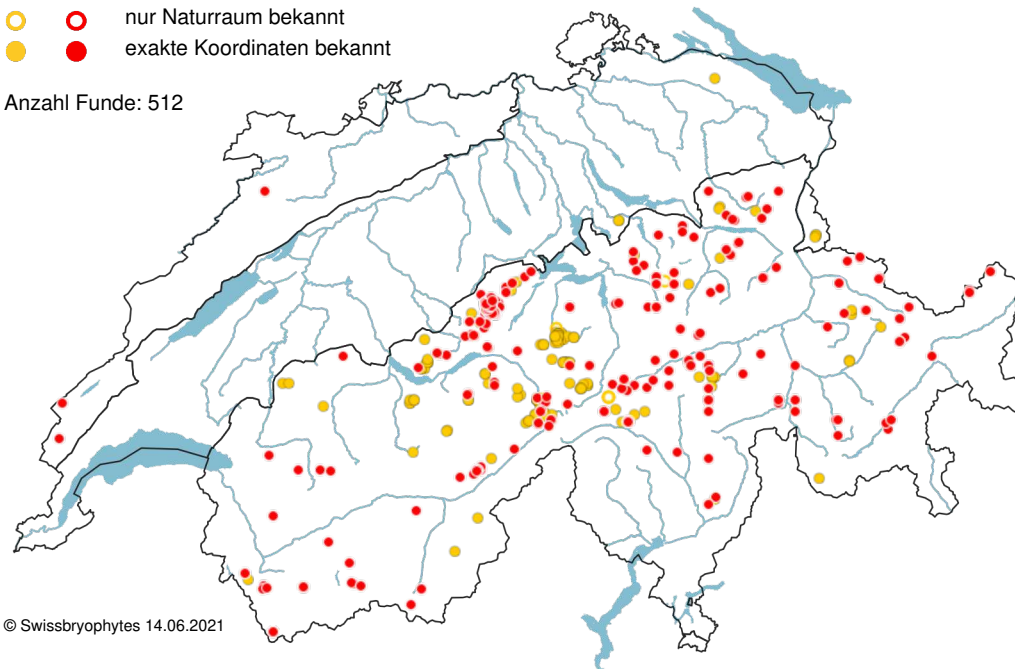 nur Naturraum bekannt
exakte Koordinaten bekannt
Anzahl Funde: 512
© Swissbryophytes 14.06.2021